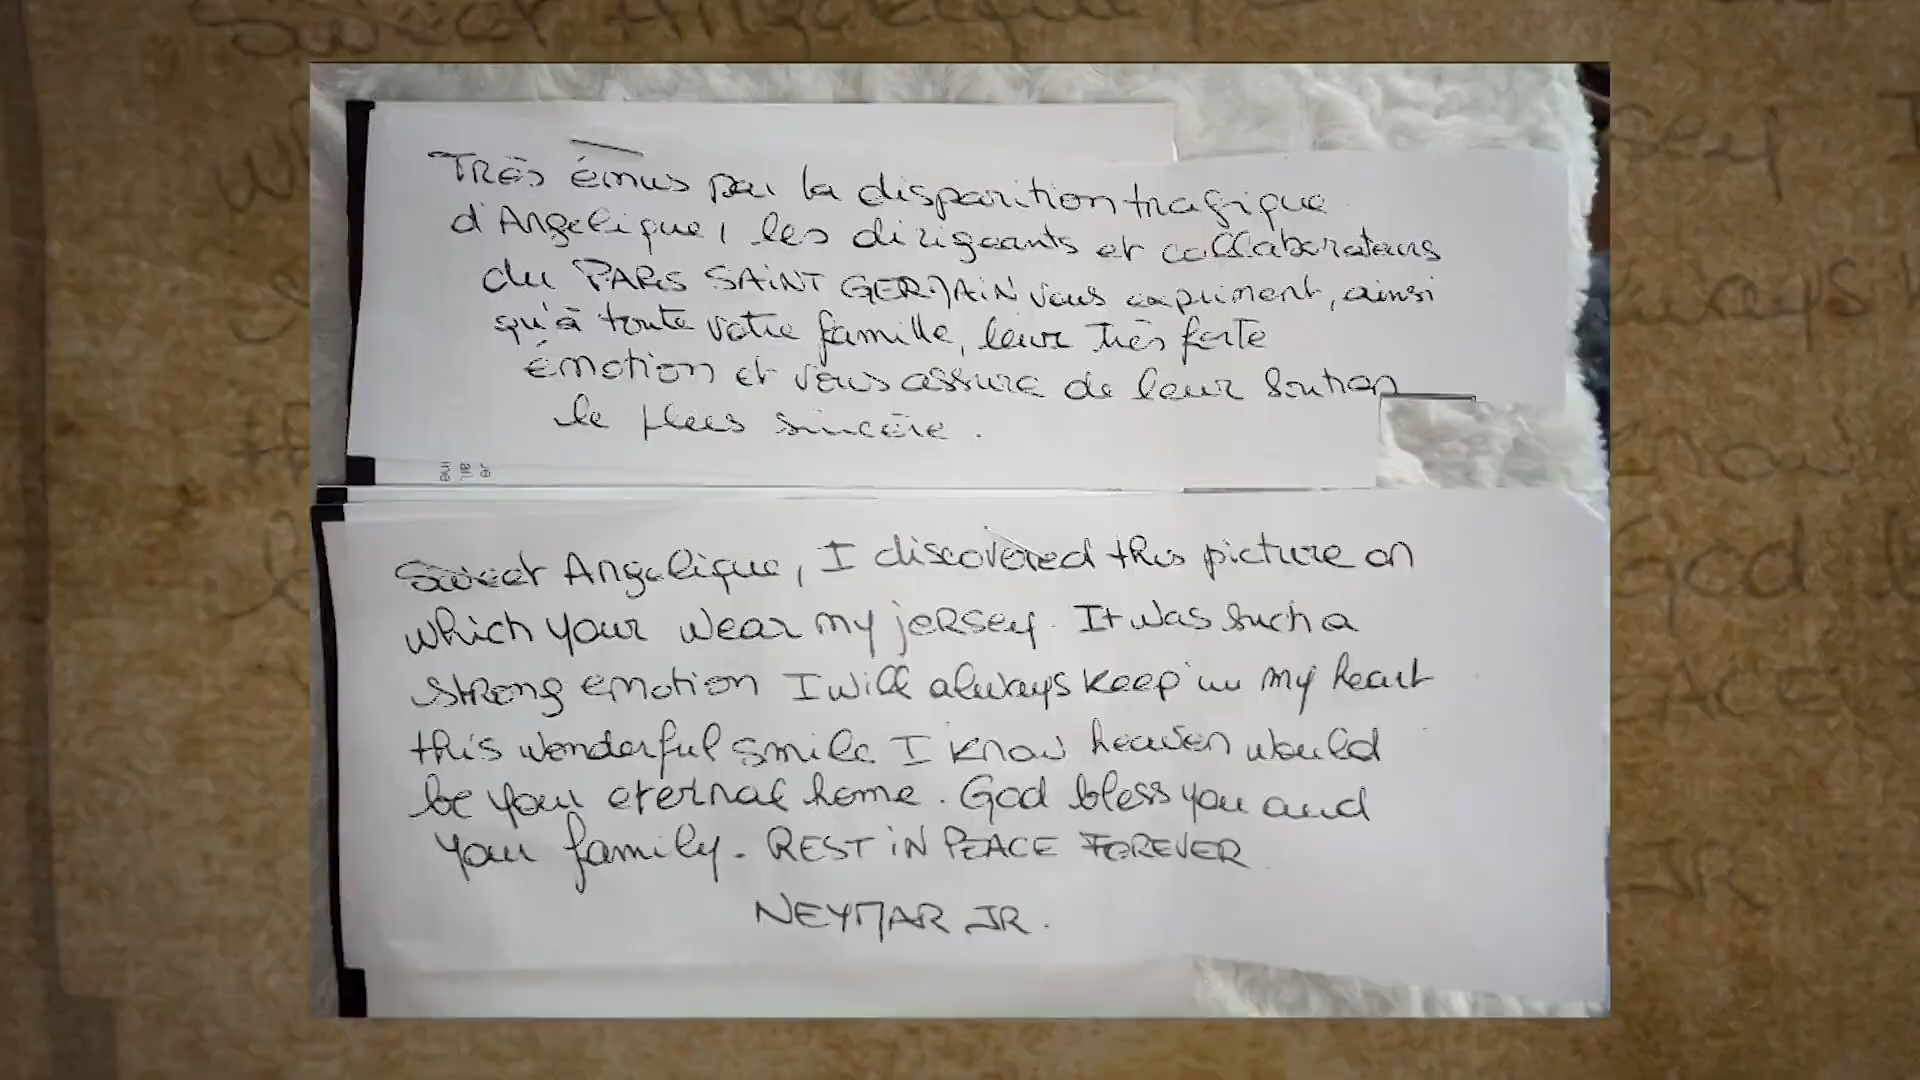 Très émus par la disparition tragique
d'Angélique, les dirigeants et collaborateurs
du PARIS SAINT GERMAIN vous expriment, ainsi
qu'à toute votre famille, leur très forte
émotion et vous assure de leur soutien
le plus sincère.
Sweet Angelique, I discovered this picture on
which your wear my jersey. It was such a
strong emotion I will always keep in my heart
this wonderful smile I know heaven would
be your eternal home. God bless you and
your family. REST IN PEACE FOREVER
NEYMAR JR.